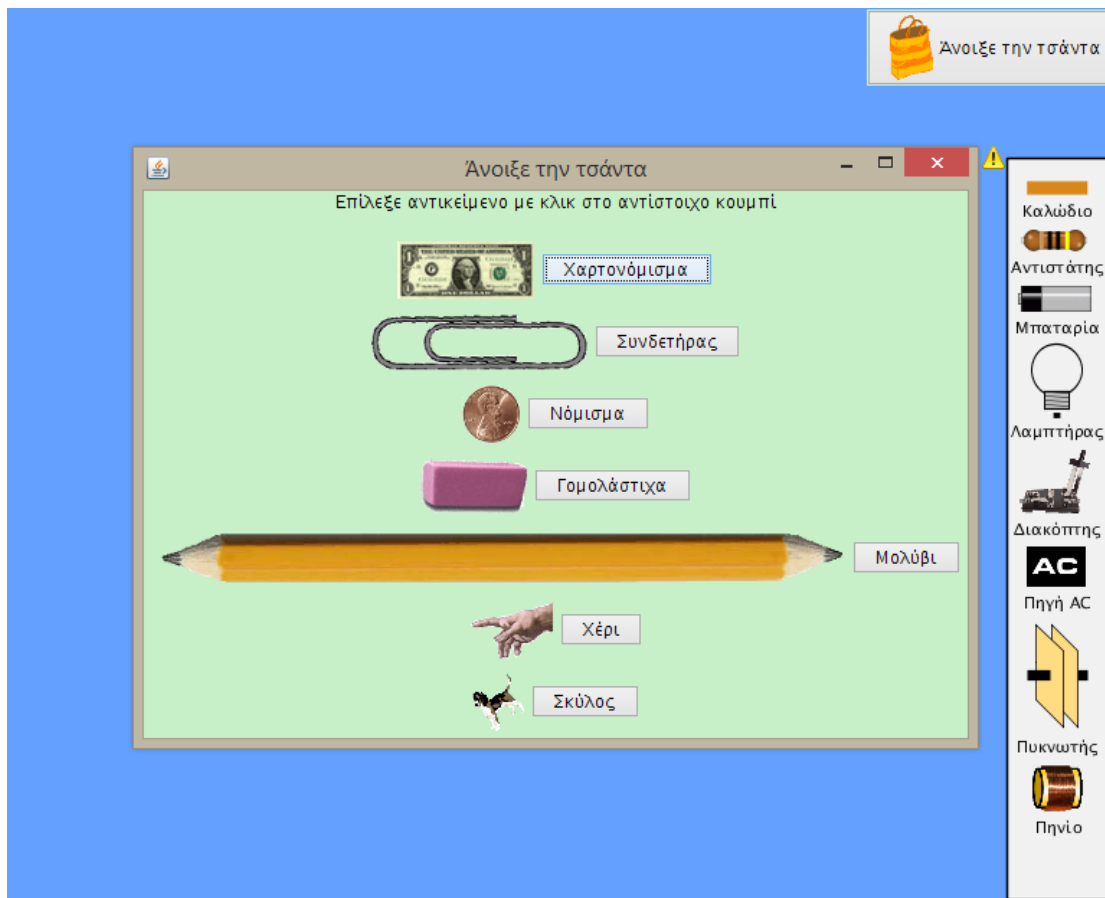 Άνοιξε την τσάντα
Άνοιξε την τσάντα
Επίλεξε αντικείμενο με κλικ στο αντίστοιχο κουμπί
Χαρτονόμισμα
Συνδετήρας
Νόμισμα
Γομολάστιχα
Μολύβι
Χέρι
Σκύλος
Καλώδιο
Αντιστάτης
Μπαταρία
Λαμπτήρας
Διακόπτης
AC
Πηγή AC
Πυκνωτής
Πηνίο